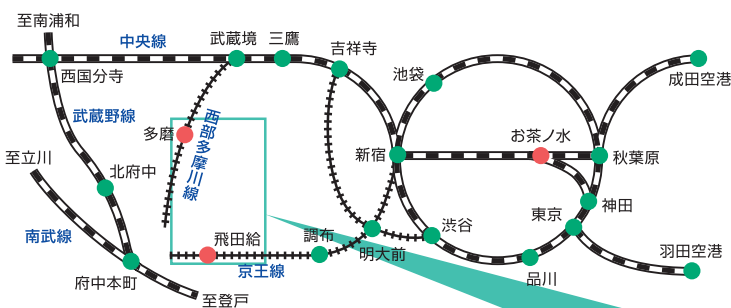 至南浦和
中央線
武蔵境
三鷹
吉祥寺
池袋
成田空港
西国分寺
武蔵野線
西部多摩川線
多磨
お茶ノ水
新宿
秋葉原
至立川
北府中
神田
東京
渋谷
南武線
飛田給
調布
明大前
羽田空港
京王線
府中本町
品川
至登戸